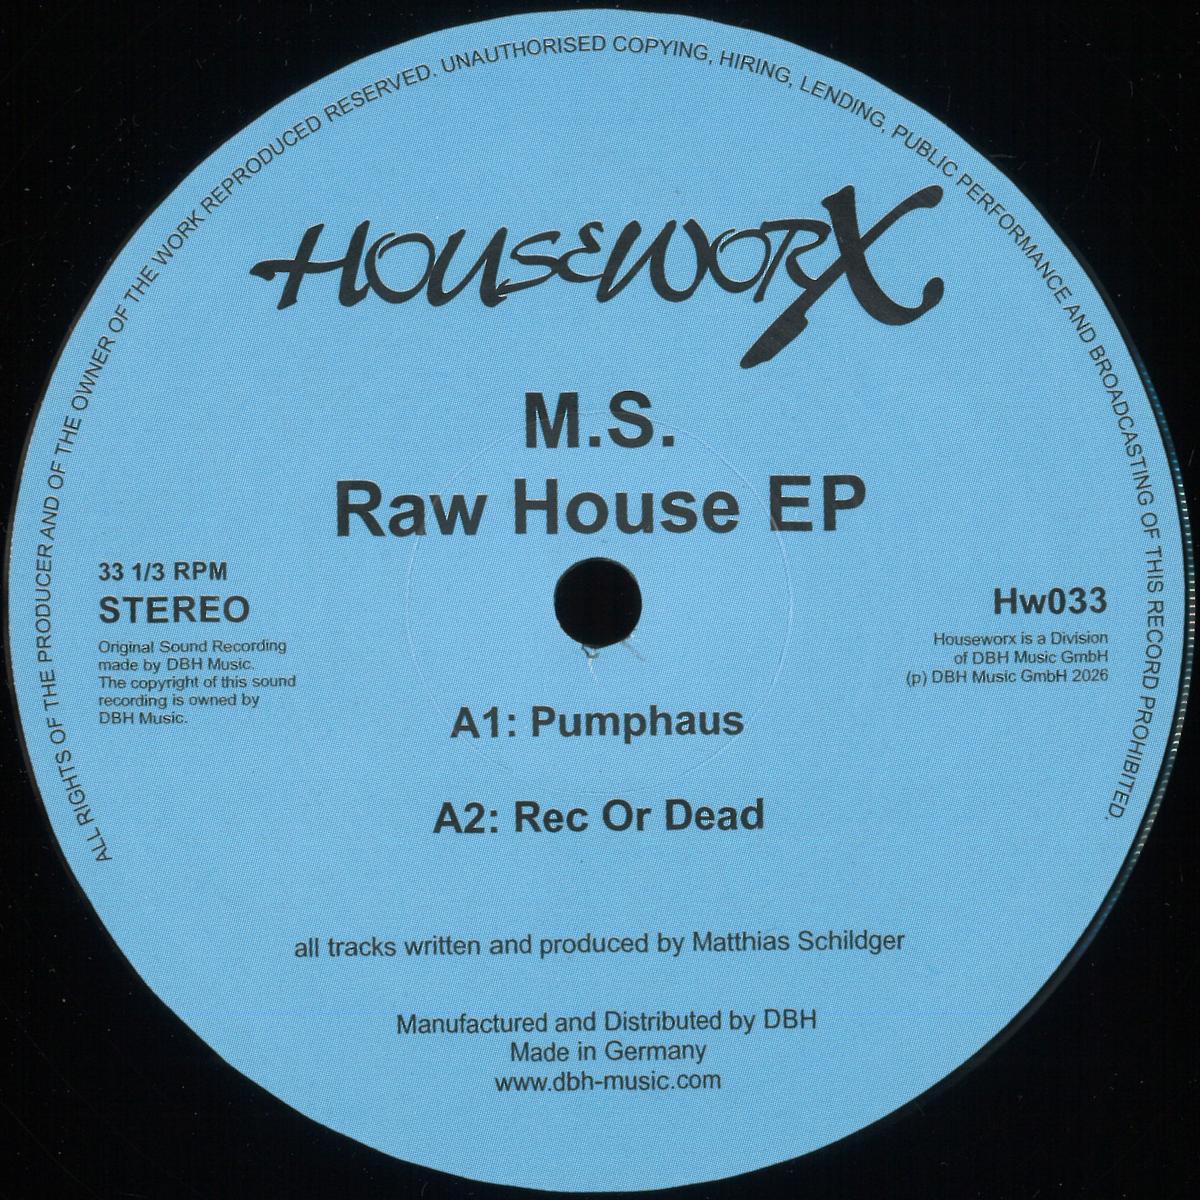 ALL RIGHTS OF THE PRODUCER AND OF THE OWNER OF THE WORK REPRODUCED RESERVED. UNAUTHORISED COPYING, HIRING, LENDING, PUBLIC PERFORMANCE AND BROADCASTING OF THIS RECORD PROHIBITED.
HOUSEWORX
M.S.
Raw House EP
33 1/3 RPM
STEREO
Original Sound Recording
made by DBH Music.
The copyright of this sound
recording is owned by
DBH Music.
Hw033
Houseworx is a Division
of DBH Music GmbH
(p) DBH Music GmbH 2026
A1: Pumphaus
A2: Rec Or Dead
all tracks written and produced by Matthias Schildger
Manufactured and Distributed by DBH
Made in Germany
www.dbh-music.com